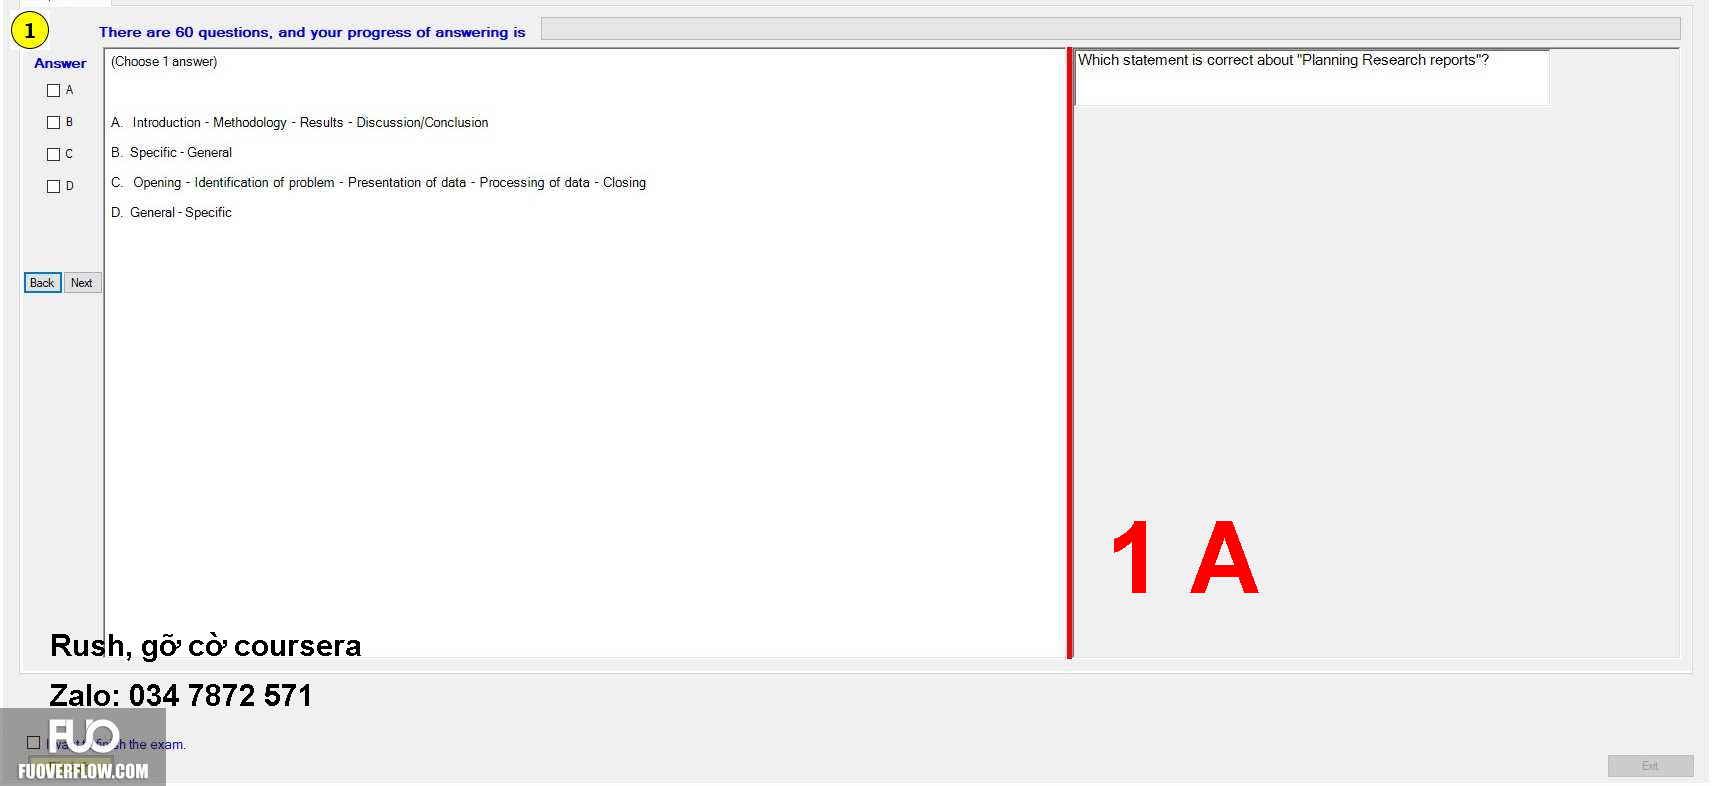 1
There are 60 questions, and your progress of answering is
Answer
A
B
C
D
Back Next
(Choose 1 answer)
A. Introduction - Methodology - Results - Discussion/Conclusion
B. Specific - General
C. Opening - Identification of problem - Presentation of data - Processing of data - Closing
D. General - Specific
Which statement is correct about "Planning Research reports"?
1 A
Rush, gỡ cờ coursera
Zalo: 034 7872 571
I want to finish the exam.
FUO
FUOVERFLOW.COM
Exit